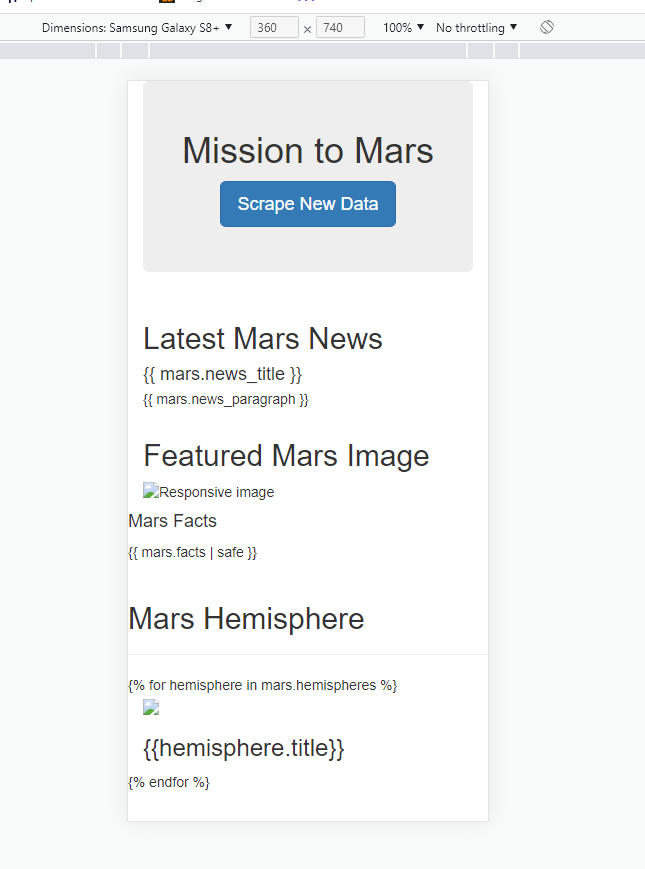 Dimensions: Samsung Galaxy S8+ ▼ 360 × 740 100% ▼ No throttling ▼
Mission to Mars
Scrape New Data
Latest Mars News
{{ mars.news_title }}
{{ mars.news_paragraph }}
Featured Mars Image
Responsive image
Mars Facts
{{ mars.facts | safe }}
Mars Hemisphere
{% for hemisphere in mars.hemispheres %}
{{hemisphere.title}}
{% endfor %}